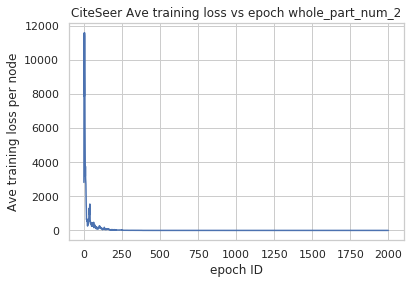 CiteSeer Ave training loss vs epoch whole_part_num_2
Ave training loss per node
12000
10000
8000
6000
4000
2000
0
0 250 500 750 1000 1250 1500 1750 2000
epoch ID